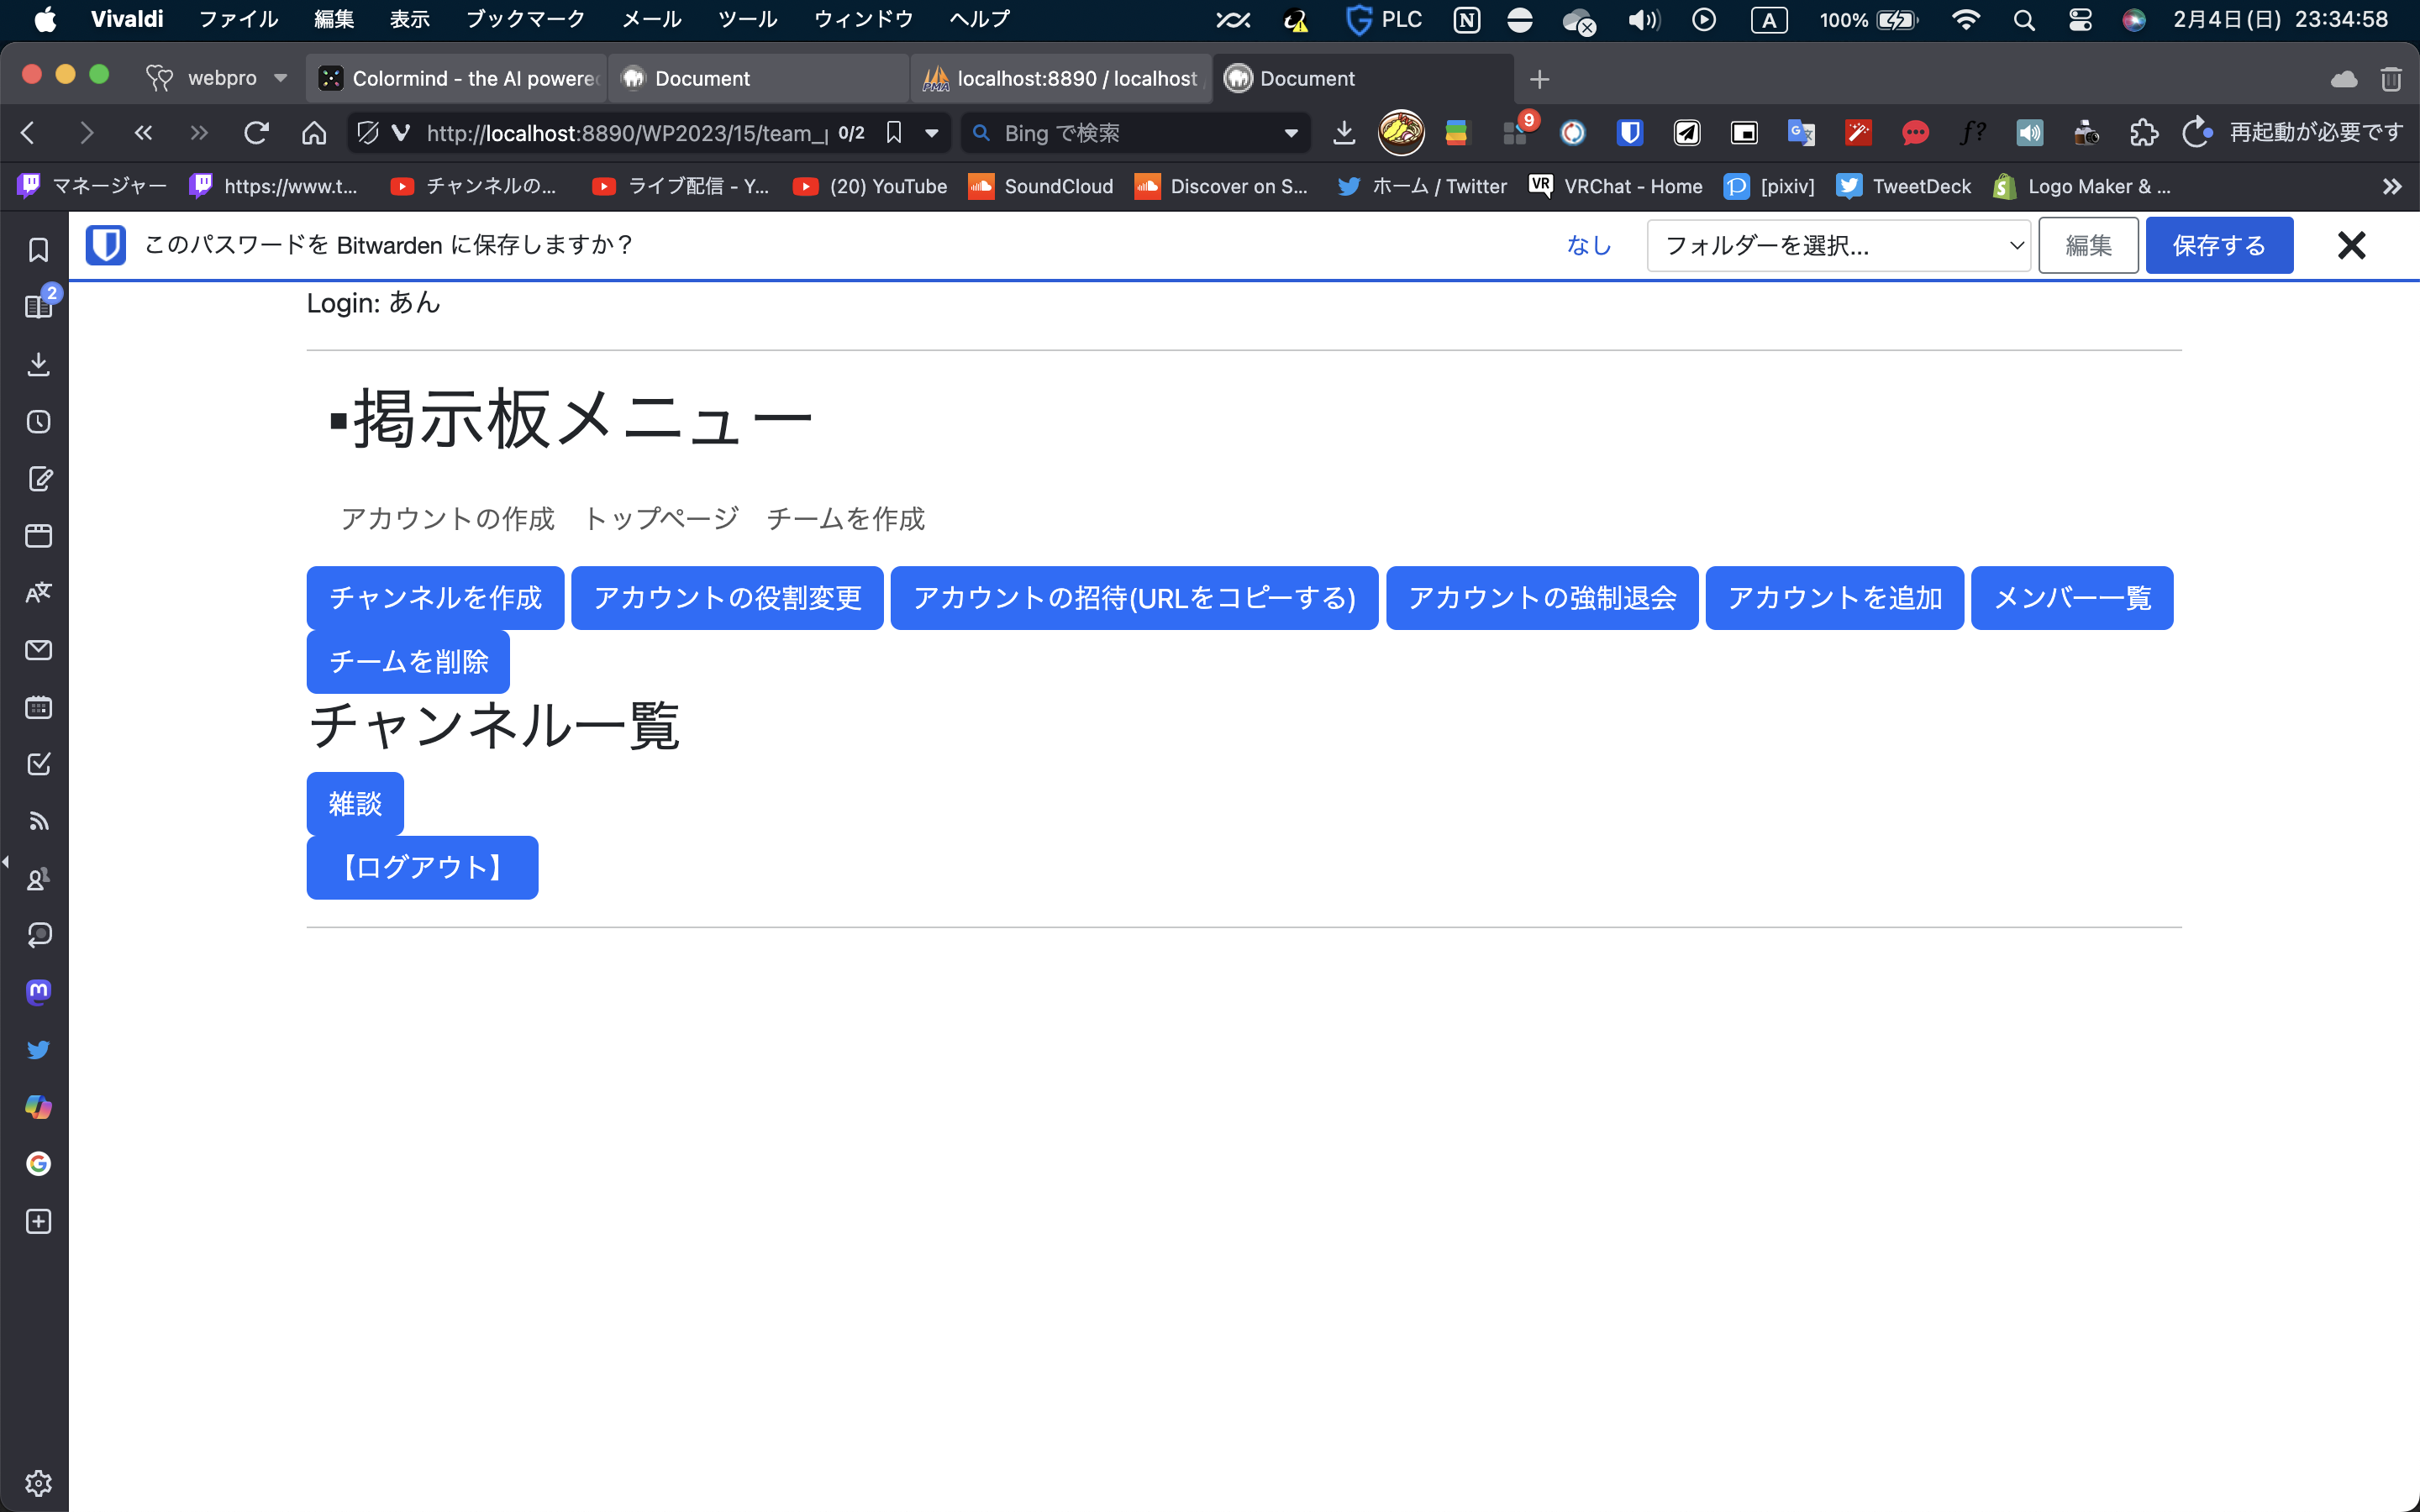 Vivaldi ファイル 編集 表示 ブックマーク メール ツール ウィンドウ ヘルプ PLC A 100% 2月4日(日) 23:34:58
webpro Colormind - the AI powered Document localhost:8890 / localhost Document
http://localhost:8890/WP2023/15/team_p 0/2 Bing で検索 9 再起動が必要です
マネージャー https://www.t... チャンネルの... ライブ配信 - Y... (20) YouTube SoundCloud Discover on S... ホーム / Twitter VRChat - Home [pixiv] TweetDeck Logo Maker & ...
このパスワードを Bitwarden に保存しますか？ なし フォルダーを選択... 編集 保存する
2
Login: あん
▪掲示板メニュー
アカウントの作成 トップページ チームを作成
チャンネルを作成 アカウントの役割変更 アカウントの招待(URLをコピーする) アカウントの強制退会 アカウントを追加 メンバー一覧
チームを削除
チャンネル一覧
雑談
【ログアウト】